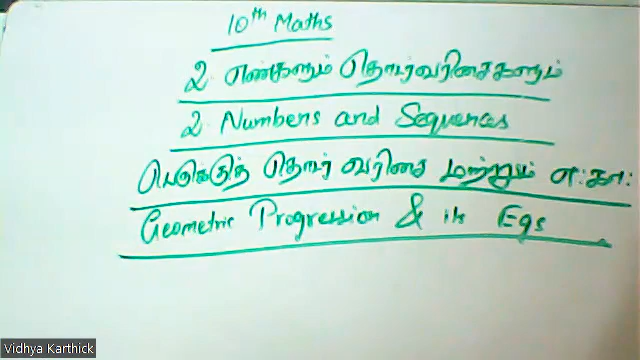 10th Maths
2. எண்களும் தொடர்வரிசைகளும்
2. Numbers and Sequences
பெருக்குத் தொடர் வரிசை மற்றும் எ.கா:
Geometric Progression & its Egs
Vidhya Karthick